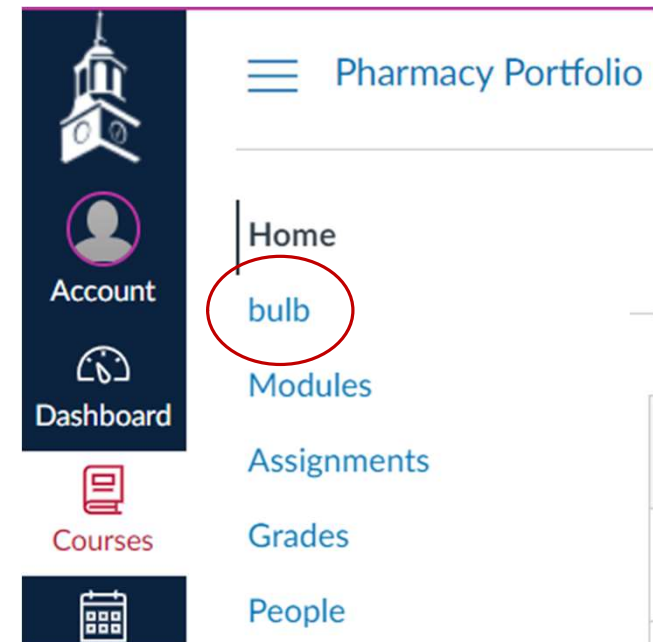 Pharmacy Portfolio
Account
Dashboard
Courses
Home
bulb
Modules
Assignments
Grades
People